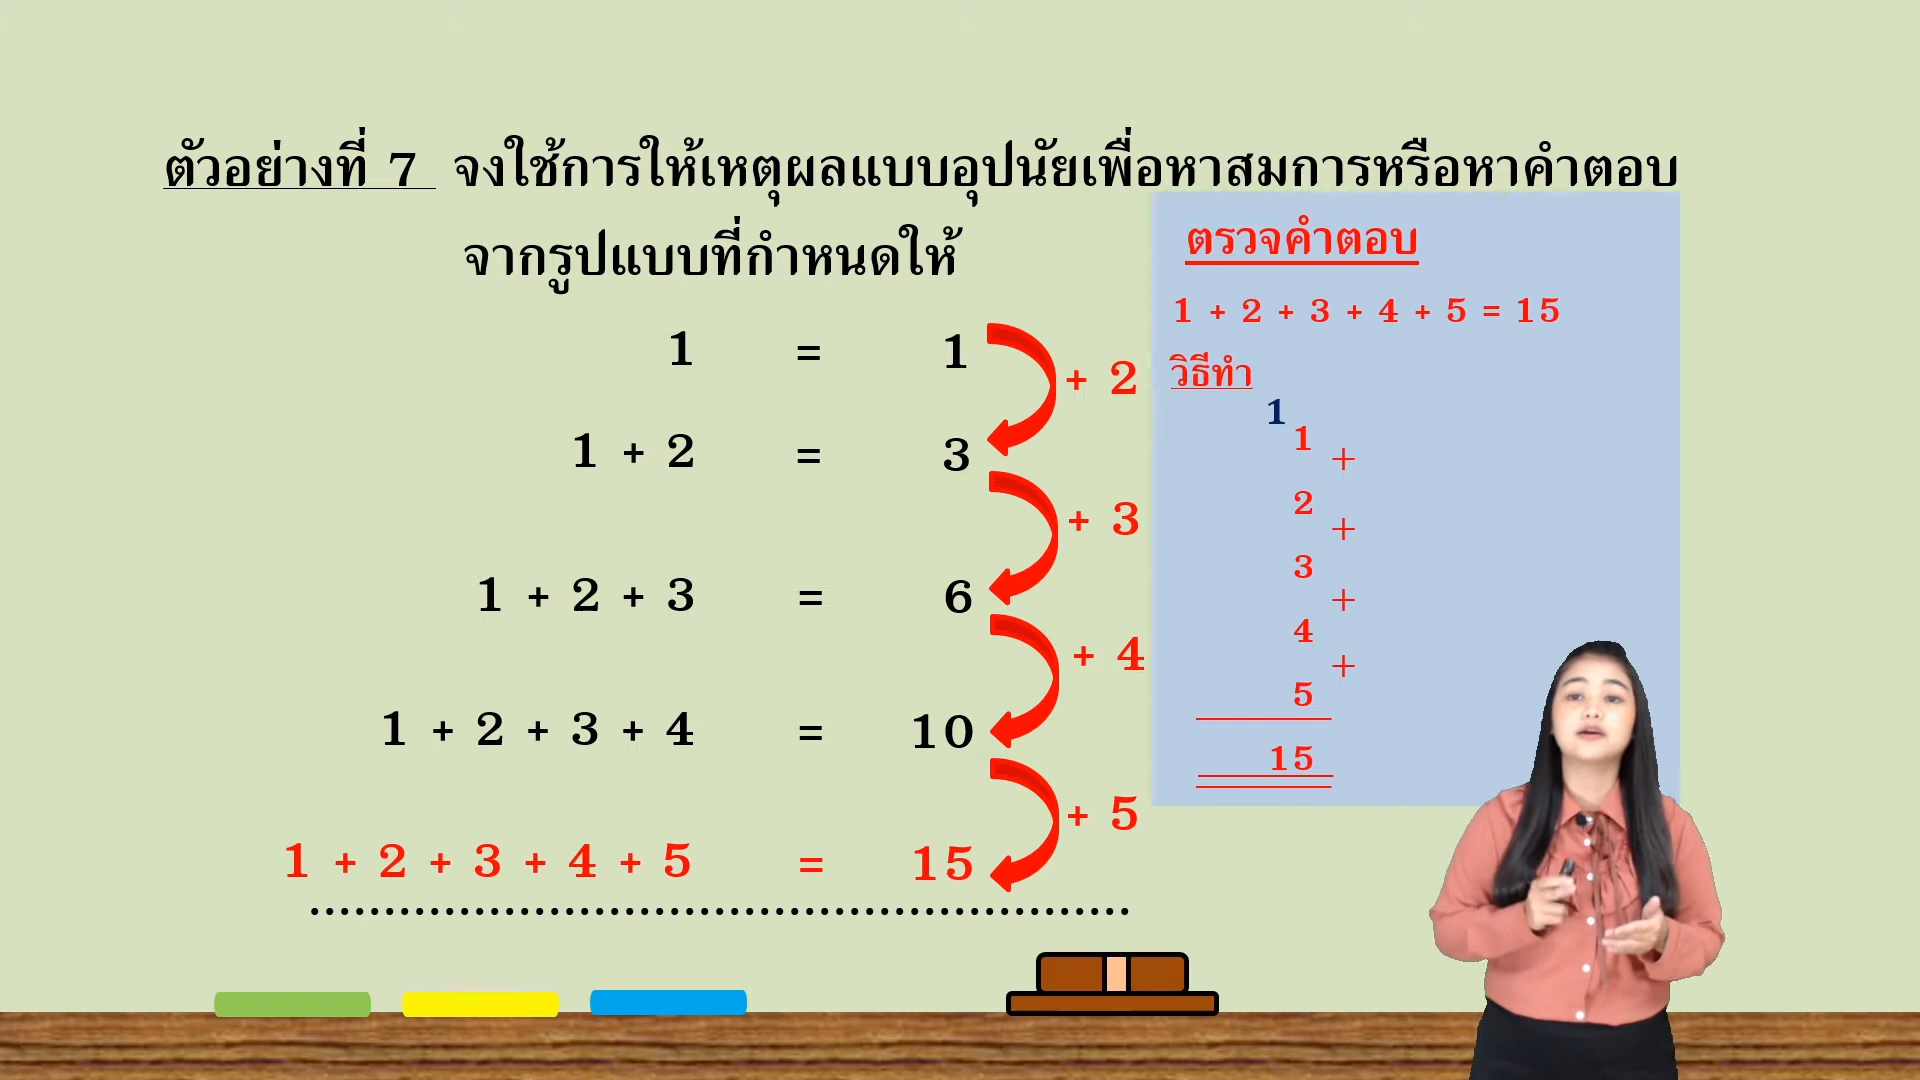 ตัวอย่างที่ 7 จงใช้การให้เหตุผลแบบอุปนัยเพื่อหาสมการหรือหาคำตอบ
จากรูปแบบที่กำหนดให้
1 = 1
+ 2
1 + 2 = 3
+ 3
1 + 2 + 3 = 6
+ 4
1 + 2 + 3 + 4 = 10
+ 5
1 + 2 + 3 + 4 + 5 = 15
ตรวจคำตอบ
1 + 2 + 3 + 4 + 5 = 15
วิธีทำ
1
1 +
2 +
3 +
4 +
5
15